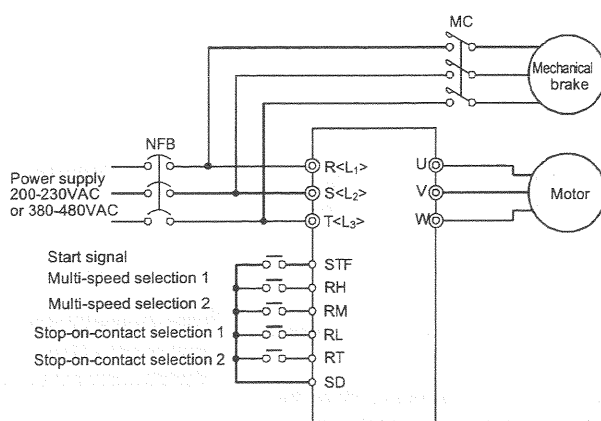 MC
Mechanical
brake
NFB
Power supply
200-230VAC
or 380-480VAC
R<L1>
S<L2>
T<L3>
U
V
W
Motor
Start signal
STF
Multi-speed selection 1
RH
Multi-speed selection 2
RM
Stop-on-contact selection 1
RL
Stop-on-contact selection 2
RT
SD